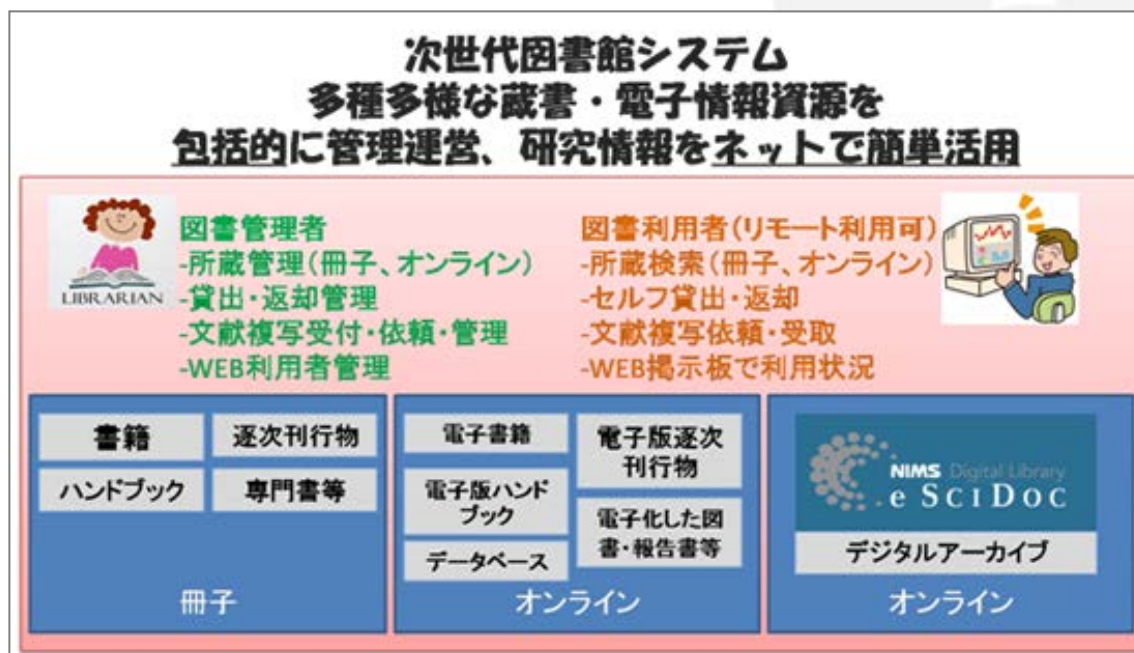 次世代図書館システム
多種多様な蔵書・電子情報資源を
包括的に管理運営、研究情報をネットで簡単活用
LIBRARIAN
図書管理者
-所蔵管理(冊子、オンライン)
-貸出・返却管理
-文献複写受付・依頼・管理
-WEB利用者管理
図書利用者(リモート利用可)
-所蔵検索(冊子、オンライン)
-セルフ貸出・返却
-文献複写依頼・受取
-WEB掲示板で利用状況
書籍
逐次刊行物
ハンドブック
専門書等
冊子
電子書籍
電子版逐次
刊行物
電子版ハンド
ブック
電子化した図
書・報告書等
データベース
オンライン
NIMS Digital Library
e SciDoc
デジタルアーカイブ
オンライン